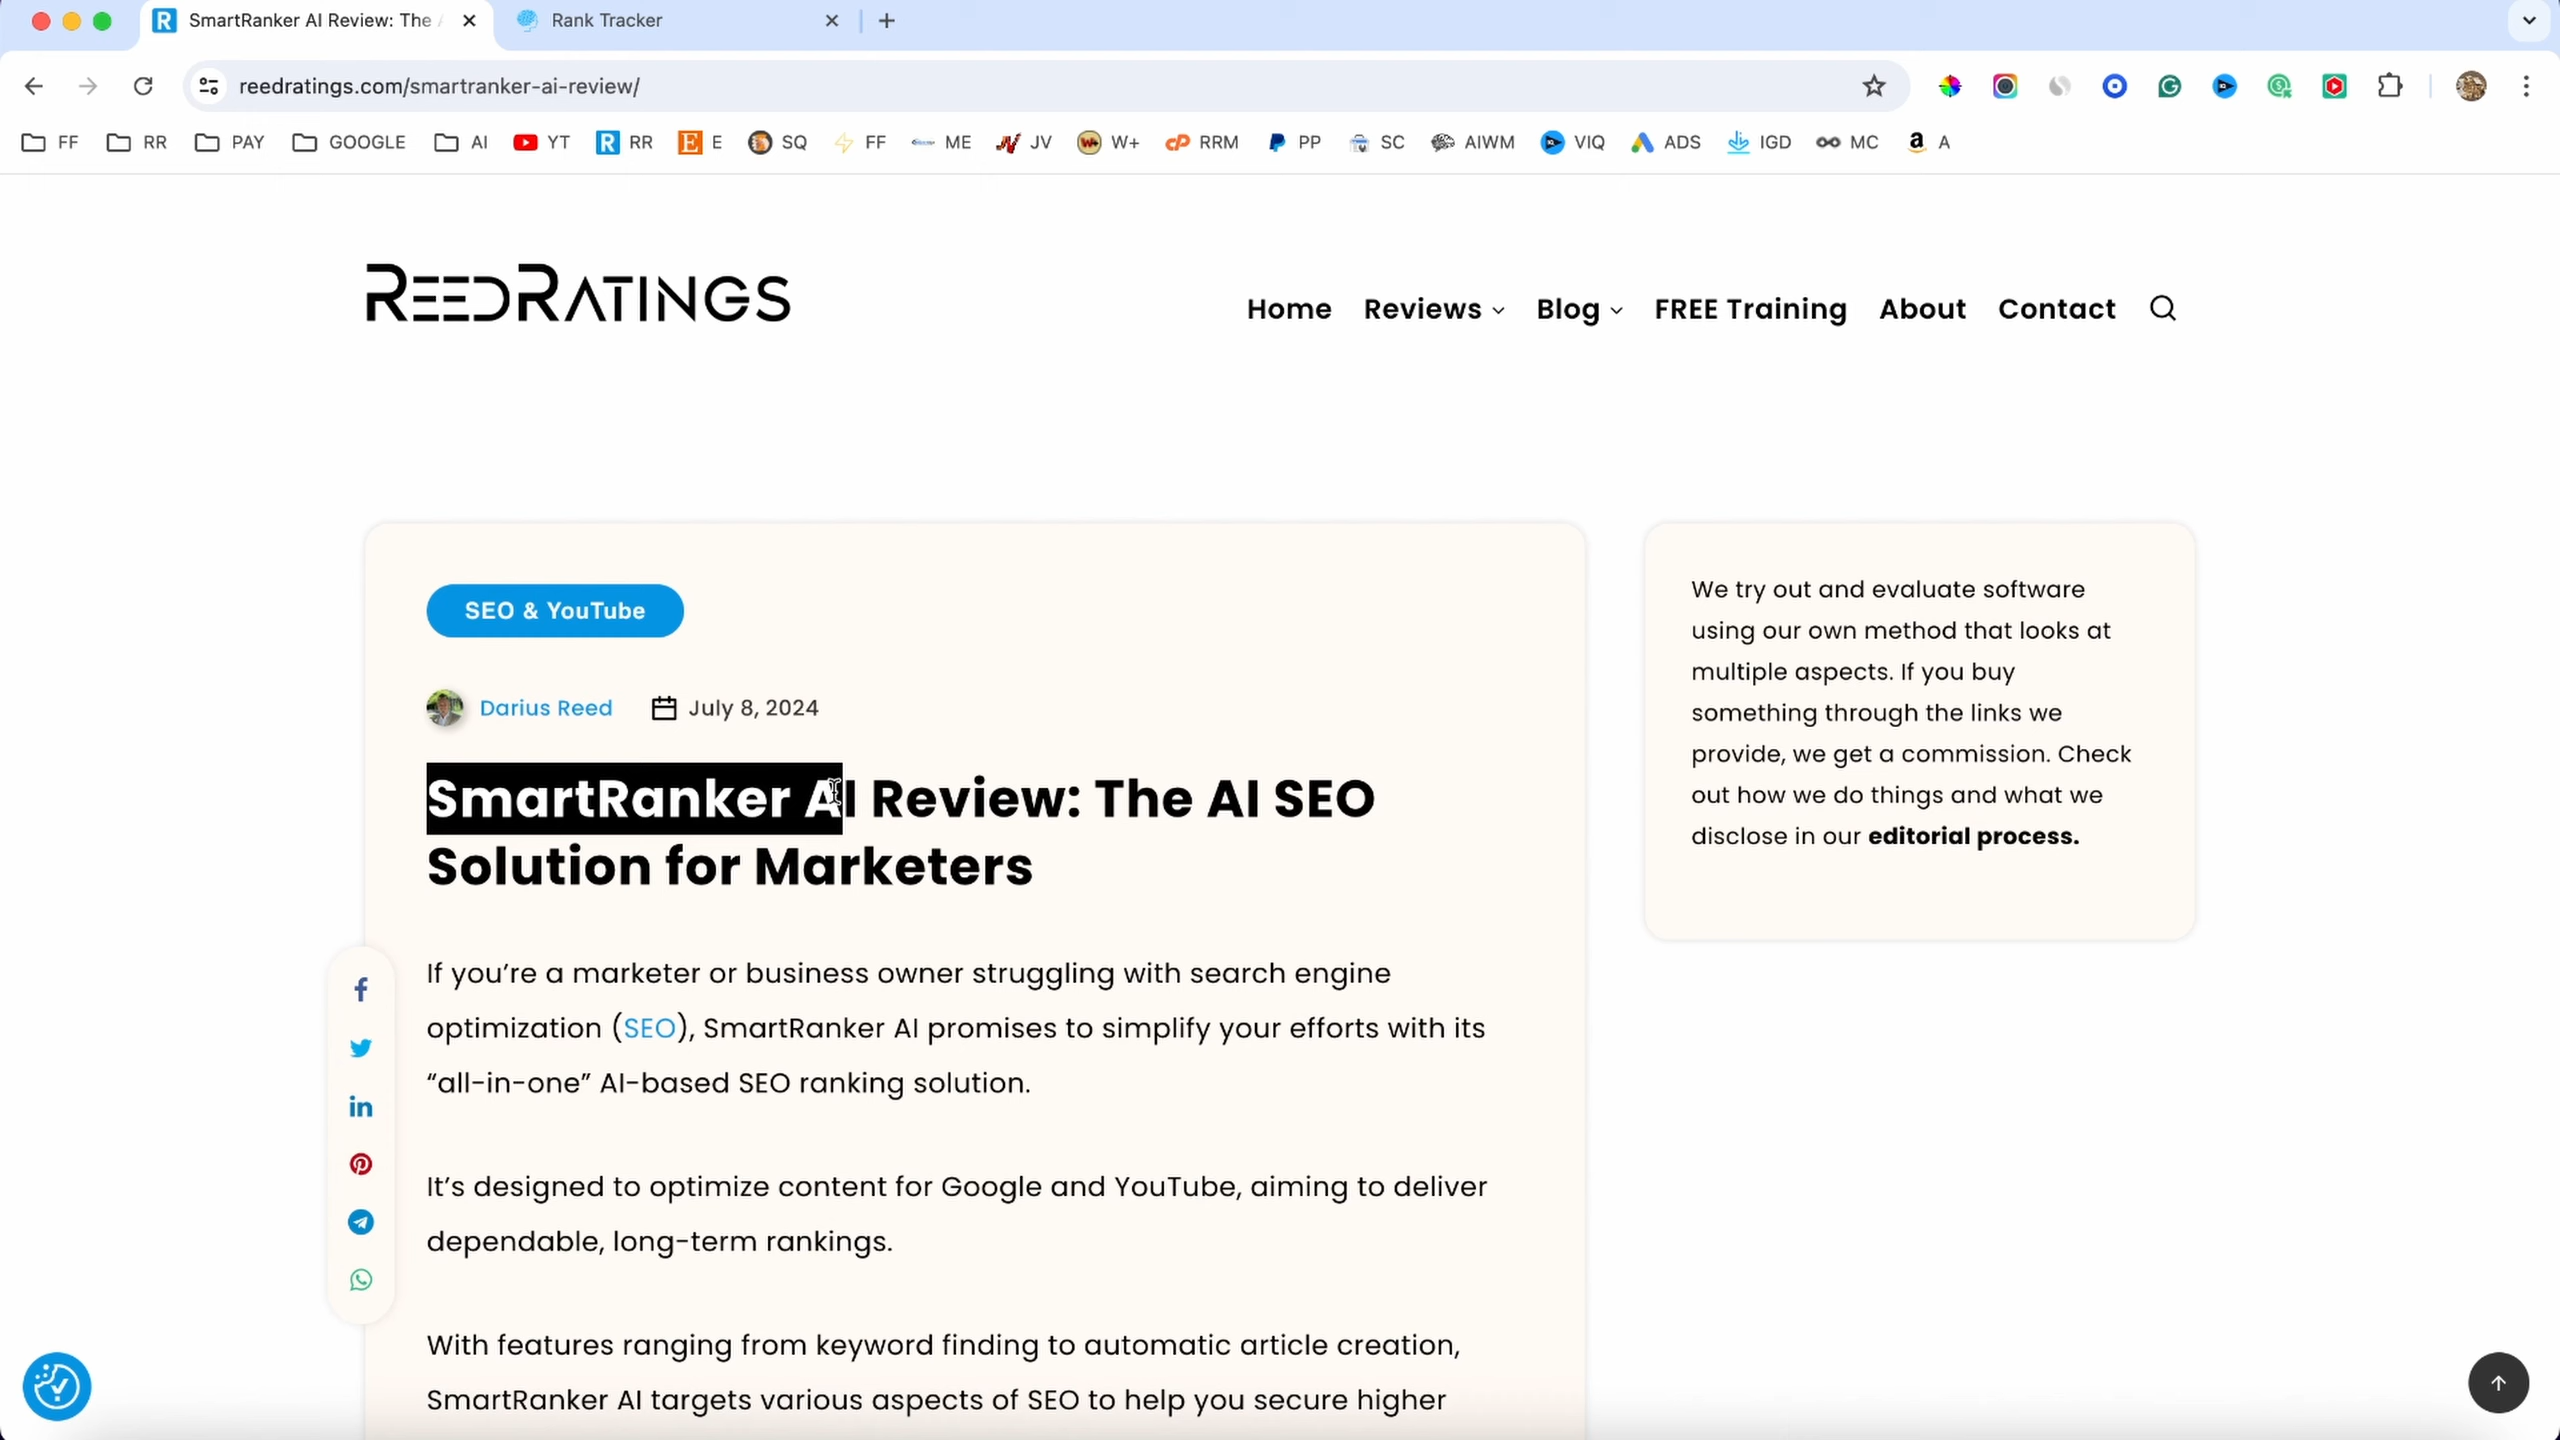 SmartRanker AI Review: The
Rank Tracker
reedratings.com/smartranker-ai-review/
FF RR PAY GOOGLE AI YT RR E SQ FF ME JV W+ RRM PP SC AIWM VIQ ADS IGD MC A
REEDRATINGS
Home Reviews Blog FREE Training About Contact
SEO & YouTube
Darius Reed July 8, 2024
SmartRanker AI Review: The AI SEO
Solution for Marketers
If you’re a marketer or business owner struggling with search engine
optimization (SEO), SmartRanker AI promises to simplify your efforts with its
“all-in-one” AI-based SEO ranking solution.
It’s designed to optimize content for Google and YouTube, aiming to deliver
dependable, long-term rankings.
With features ranging from keyword finding to automatic article creation,
SmartRanker AI targets various aspects of SEO to help you secure higher
We try out and evaluate software
using our own method that looks at
multiple aspects. If you buy
something through the links we
provide, we get a commission. Check
out how we do things and what we
disclose in our editorial process.